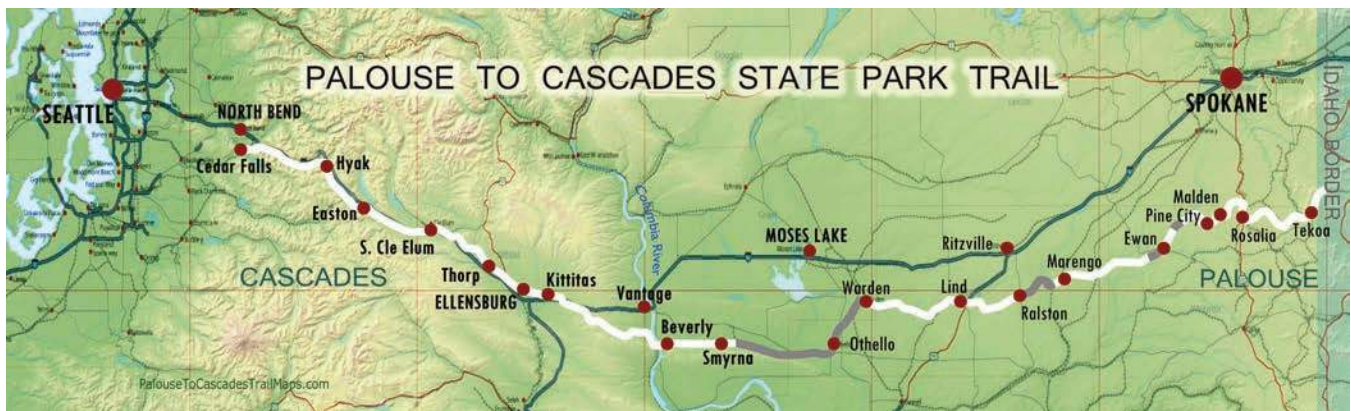 PALOUSE TO CASCADES STATE PARK TRAIL
SEATTLE
NORTH BEND
Cedar Falls
Hyak
Easton
S. Cle Elum
CASCADES
Thorp
ELLENSBURG
Kittitas
Vantage
Columbia River
Beverly
Smyrna
MOSES LAKE
Othello
Warden
Lind
Ritzville
Ralston
Marengo
Ewan
Pine City
Malden
Rosalia
Tekoa
PALOUSE
SPOKANE
IDAHO BORDER
PalouseToCascadesTrailMaps.com